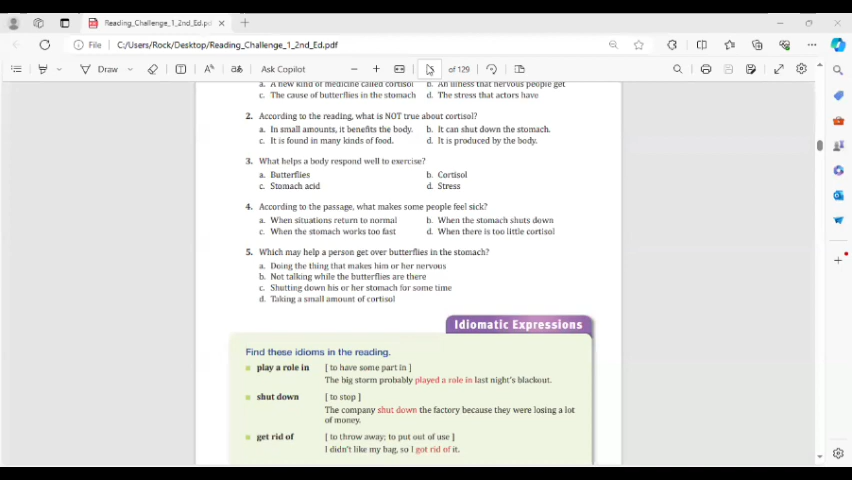 Reading_Challenge_1_2nd_Ed.pdf
File C:/Users/Rock/Desktop/Reading_Challenge_1_2nd_Ed.pdf
Draw Ask Copilot of 129
a. A new kind of medicine called cortisol b. An illness that nervous people get
c. The cause of butterflies in the stomach d. The stress that actors have
2. According to the reading, what is NOT true about cortisol?
a. In small amounts, it benefits the body. b. It can shut down the stomach.
c. It is found in many kinds of food. d. It is produced by the body.
3. What helps a body respond well to exercise?
a. Butterflies b. Cortisol
c. Stomach acid d. Stress
4. According to the passage, what makes some people feel sick?
a. When situations return to normal b. When the stomach shuts down
c. When the stomach works too fast d. When there is too little cortisol
5. Which may help a person get over butterflies in the stomach?
a. Doing the thing that makes him or her nervous
b. Not talking while the butterflies are there
c. Shutting down his or her stomach for some time
d. Taking a small amount of cortisol
Idiomatic Expressions
Find these idioms in the reading.
play a role in [ to have some part in ]
The big storm probably played a role in last night's blackout.
shut down [ to stop ]
The company shut down the factory because they were losing a lot
of money.
get rid of [ to throw away; to put out of use ]
I didn't like my bag, so I got rid of it.